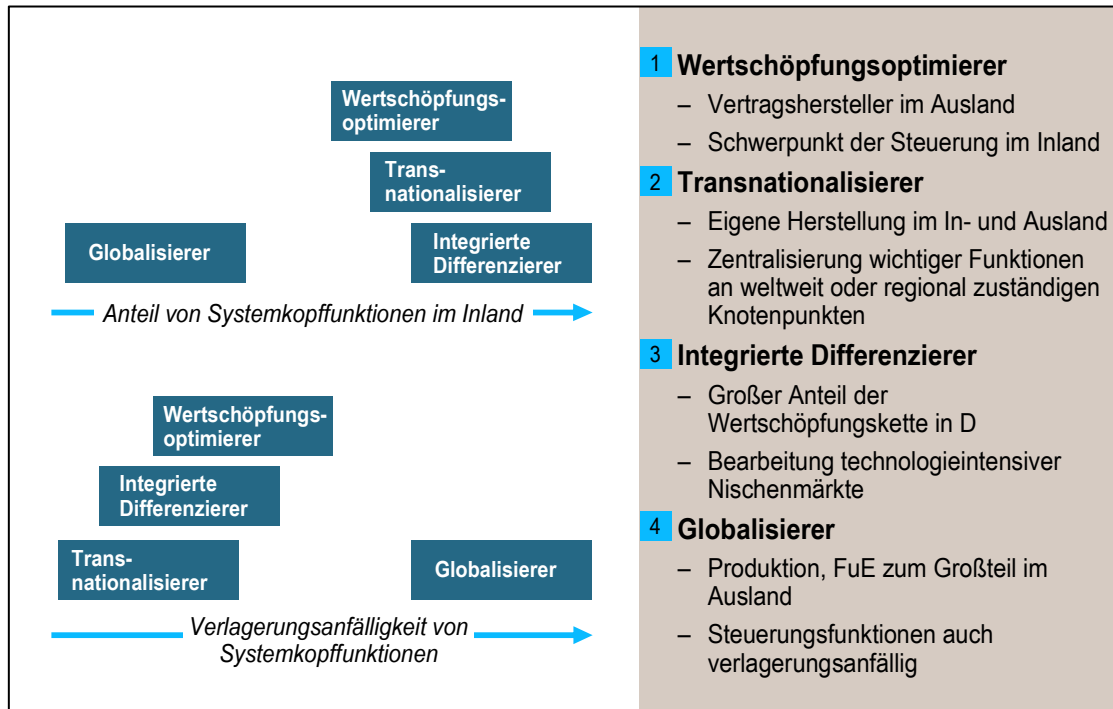 Wertschöpfungs-
optimierer
Trans-
nationalisierer
Globalisierer
Integrierte
Differenzierer
Anteil von Systemkopffunktionen im Inland
Wertschöpfungs-
optimierer
Integrierte
Differenzierer
Trans-
nationalisierer
Globalisierer
Verlagerungsanfälligkeit von
Systemkopffunktionen
1 Wertschöpfungsoptimierer
– Vertragshersteller im Ausland
– Schwerpunkt der Steuerung im Inland
2 Transnationalisierer
– Eigene Herstellung im In- und Ausland
– Zentralisierung wichtiger Funktionen
an weltweit oder regional zuständigen
Knotenpunkten
3 Integrierte Differenzierer
– Großer Anteil der
Wertschöpfungskette in D
– Bearbeitung technologieintensiver
Nischenmärkte
4 Globalisierer
– Produktion, FuE zum Großteil im
Ausland
– Steuerungsfunktionen auch
verlagerungsanfällig